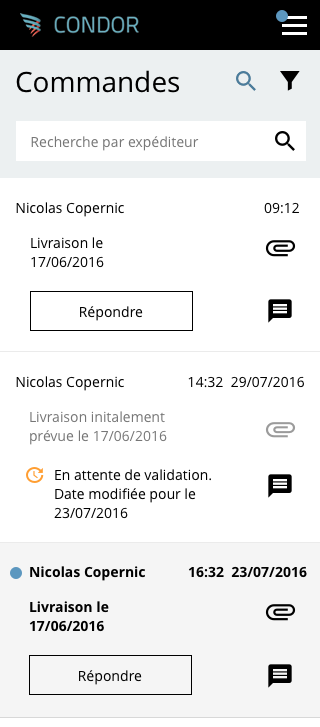 CONDOR
Commandes
Recherche par expéditeur
Nicolas Copernic 09:12
Livraison le
17/06/2016
Répondre
Nicolas Copernic 14:32 29/07/2016
Livraison initalement
prévue le 17/06/2016
En attente de validation.
Date modifiée pour le
23/07/2016
Nicolas Copernic 16:32 23/07/2016
Livraison le
17/06/2016
Répondre